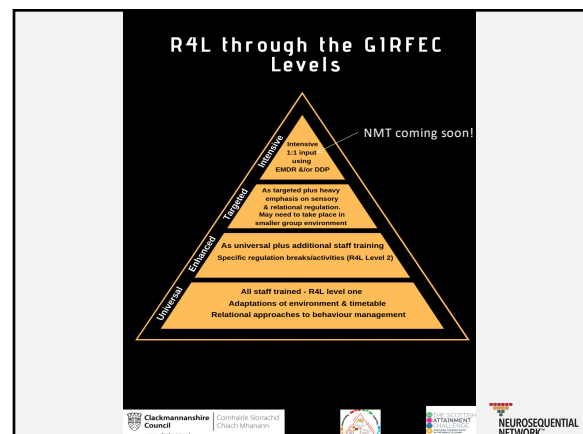 R4L through the GIRFEC
Levels
NMT coming soon!
Intensive
Intensive
1:1 input
using
EMDR &/or DDP
Targeted
As targeted plus heavy
emphasis on sensory
& relational regulation.
May need to take place in
smaller group environment
Enhanced
As universal plus additional staff training
Specific regulation breaks/activities (R4L Level 2)
Universal
All staff trained - R4L level one
Adaptations ot environment & timetable
Relational approaches to behaviour management
Clackmannanshire
Council
Comhairle Siorrachd
Chlach Mhanann
THE SCOTTISH
ATTAINMENT
CHALLENGE
NEUROSEQUENTIAL
NETWORK